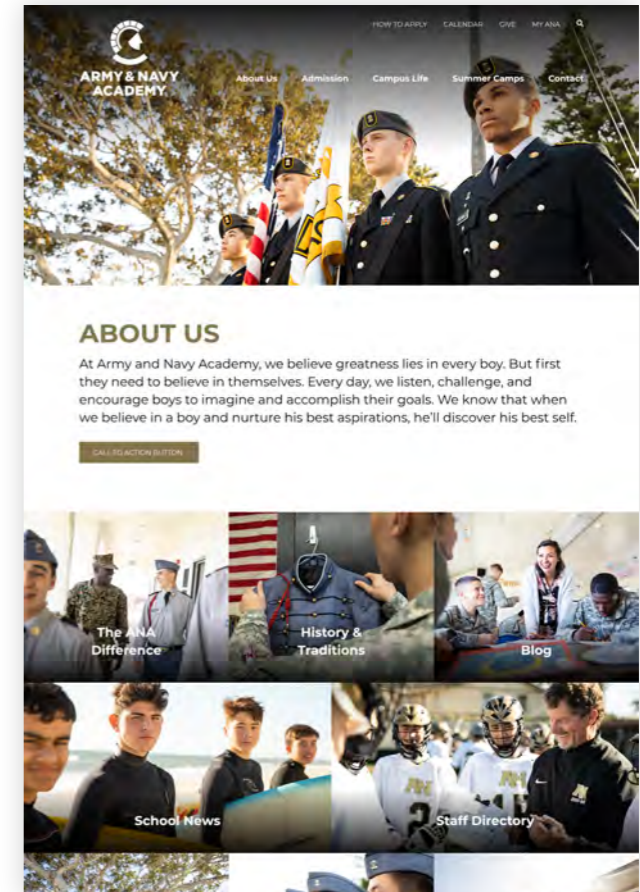 HOW TO APPLY CALENDAR GIVE MY ANA
ARMY & NAVY
ACADEMY
About Us Admission Campus Life Summer Camps Contact
ABOUT US
At Army and Navy Academy, we believe greatness lies in every boy. But first
they need to believe in themselves. Every day, we listen, challenge, and
encourage boys to imagine and accomplish their goals. We know that when
we believe in a boy and nurture his best aspirations, he'll discover his best self.
CALL TO ACTION BUTTON
The ANA
Difference
History &
Traditions
Blog
School News
Staff Directory